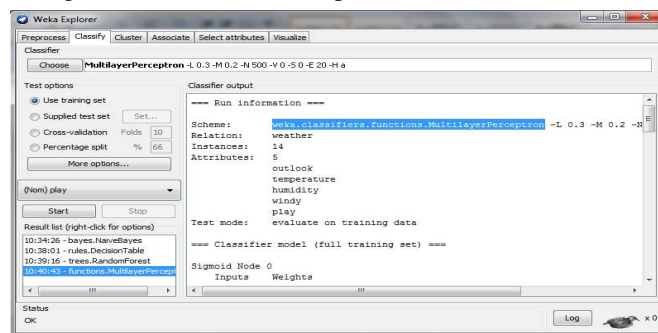 Weka Explorer
Preprocess Classify Cluster Associate Select attributes Visualize
Classifier
Choose MultilayerPerceptron -L 0.3 -M 0.2 -N 500 -V 0 -S 0 -E 20 -H a
Test options
Use training set
Supplied test set Set...
Cross-validation Folds 10
Percentage split % 66
More options...
(Nom) play
Start Stop
Result list (right-click for options)
10:34:26 - bayes.NaiveBayes
10:38:01 - rules.DecisionTable
10:39:16 - trees.RandomForest
10:40:43 - functions.MultilayerPercept
Classifier output
=== Run information ===
Scheme: weka.classifiers.functions.MultilayerPerceptron -L 0.3 -M 0.2 -N
Relation: weather
Instances: 14
Attributes: 5
outlook
temperature
humidity
windy
play
Test mode: evaluate on training data
=== Classifier model (full training set) ===
Sigmoid Node 0
Inputs Weights
Status
OK
Log x 0